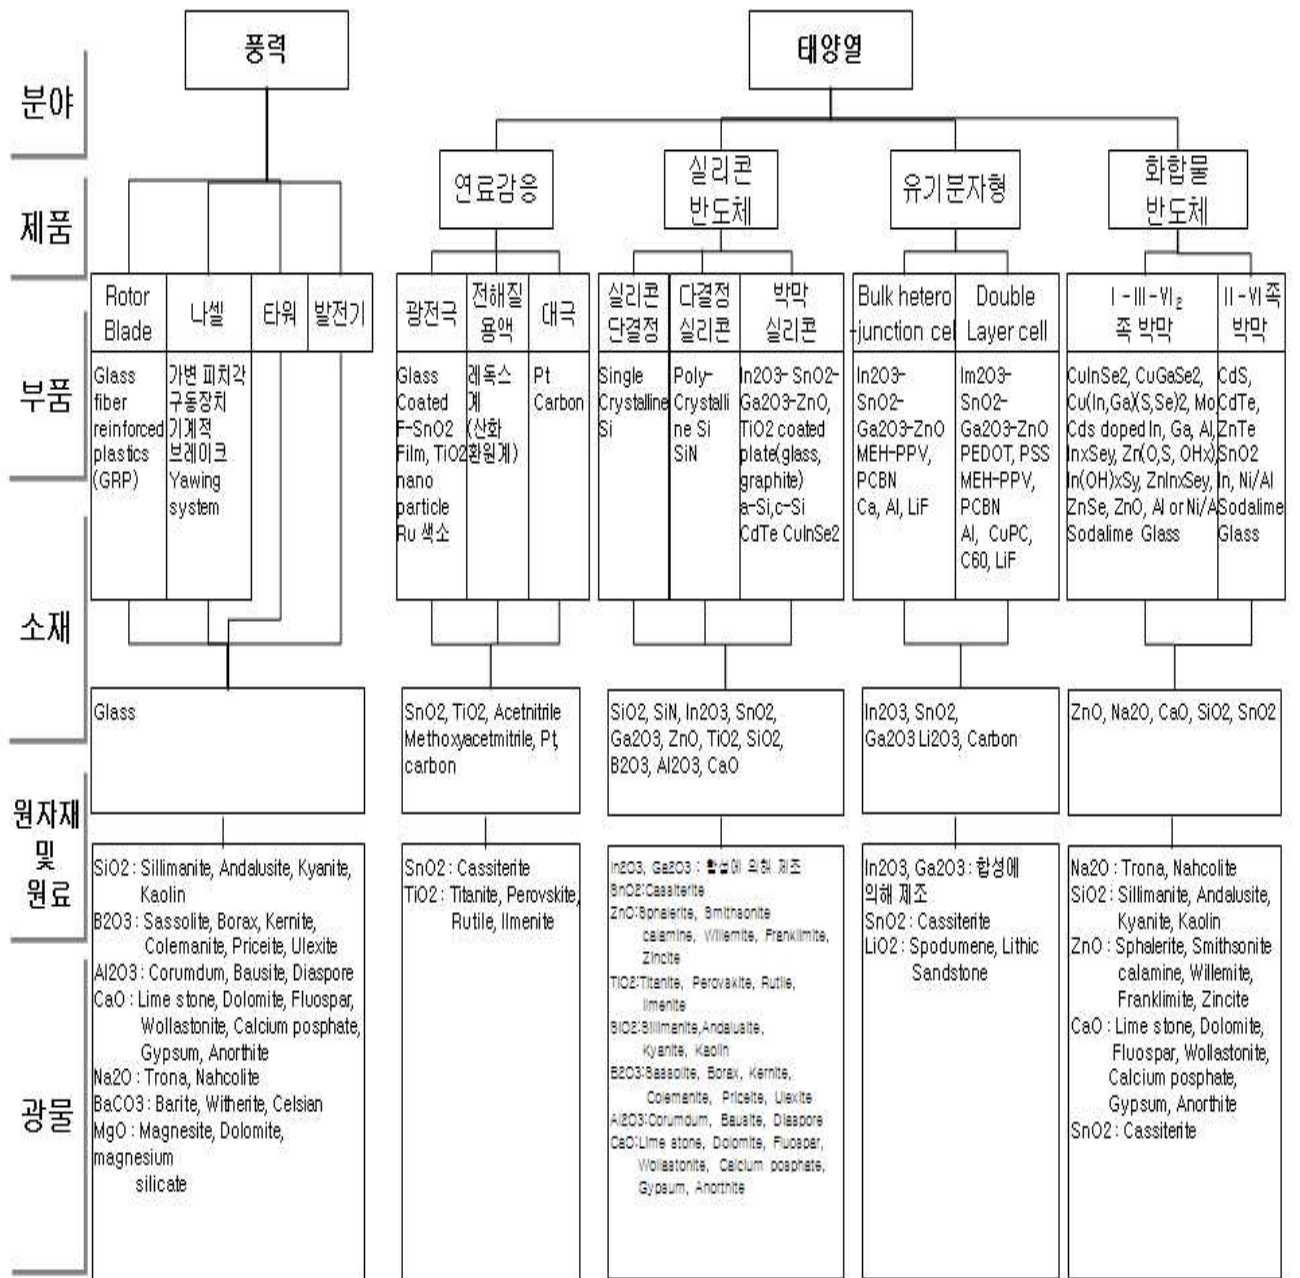 풍력
태양열
분야
제품
부품
소재
원자재
및
원료
광물
연료감응
실리콘
반도체
유기분자형
화합물
반도체
Rotor
Blade
나셀
타워
발전기
광전극
전해질
용액
대극
실리콘
단결정
다결정
실리콘
박막
실리콘
Bulk hetero
-junction cel
Double
Layer cell
Ⅰ-Ⅲ-Ⅵ₂
족 박막
Ⅱ-Ⅵ족
박막
Glass
fiber
reinforced
plastics
(GRP)
가변 피치각
구동장치
기계적
브레이크
Yawing
system
Glass
Coated
F-SnO2
Film, TiO2
nano
particle
Ru 색소
레독스
계
(산화
환원계)
Pt
Carbon
Single
Crystalline
Si
Poly-
Crystalli
ne Si
SiN
In2O3- SnO2-
Ga2O3-ZnO,
TiO2 coated
plate(glass,
graphite)
a-Si,c-Si
CdTe CuInSe2
In2O3-
SnO2-
Ga2O3-ZnO
MEH-PPV,
PCBN
Ca, Al, LiF
Im2O3-
SnO2-
Ga2O3-ZnO
PEDOT, PSS
MEH-PPV,
PCBN
Al, CuPC,
C60, LiF
CuInSe2, CuGaSe2,
Cu(In,Ga)(S,Se)2, Mo
Cds doped In, Ga, Al,
InxSey, Zn(O,S, OHx)
In(OH)xSy, ZnInxSey,
ZnSe, ZnO, Al or Ni/A
Sodalime Glass
CdS,
CdTe,
ZnTe
SnO2
In, Ni/Al
Sodalime
Glass
Glass
SnO2, TiO2, Acetnitrile
Methoxyacetmitrile, Pt,
carbon
SiO2, SiN, In2O3, SnO2,
Ga2O3, ZnO, TiO2, SiO2,
B2O3, Al2O3, CaO
In2O3, SnO2,
Ga2O3 Li2O3, Carbon
ZnO, Na2O, CaO, SiO2, SnO2
SiO2 : Sillimanite, Andalusite, Kyanite,
Kaolin
B2O3 : Sassolite, Borax, Kernite,
Colemanite, Priceite, Ulexite
Al2O3 : Corumdum, Bausite, Diaspore
CaO : Lime stone, Dolomite, Fluospar,
Wollastonite, Calcium posphate,
Gypsum, Anorthite
Na2O : Trona, Nahcolite
BaCO3 : Barite, Witherite, Celsian
MgO : Magnesite, Dolomite,
magnesium
silicate
SnO2 : Cassiterite
TiO2 : Titanite, Perovskite,
Rutile, Ilmenite
In2O3, Ga2O3 : 합성에 의해 제조
SnO2:Cassiterite
ZnO:Sphalerite, Smithsonite
calamine, Willemite, Franklimite,
Zincite
TiO2:Titanite, Perovakite, Rutile,
Ilmenite
SiO2:Sillimanite,Andalusite,
Kyanite, Kaolin
B2O3:Sassolite, Borax, Kernite,
Colemanite, Priceite, Ulexite
Al2O3:Corumdum, Bausite, Diaspore
CaO:Lime stone, Dolomite, Fluospar,
Wollastonite, Calcium posphate,
Gypsum, Anorthite
In2O3, Ga2O3 : 합성에
의해 제조
SnO2 : Cassiterite
LiO2 : Spodumene, Lithic
Sandstone
Na2O : Trona, Nahcolite
SiO2 : Sillimanite, Andalusite,
Kyanite, Kaolin
ZnO : Sphalerite, Smithsonite
calamine, Willemite,
Franklimite, Zincite
CaO : Lime stone, Dolomite,
Fluospar, Wollastonite,
Calcium posphate,
Gypsum, Anorthite
SnO2 : Cassiterite